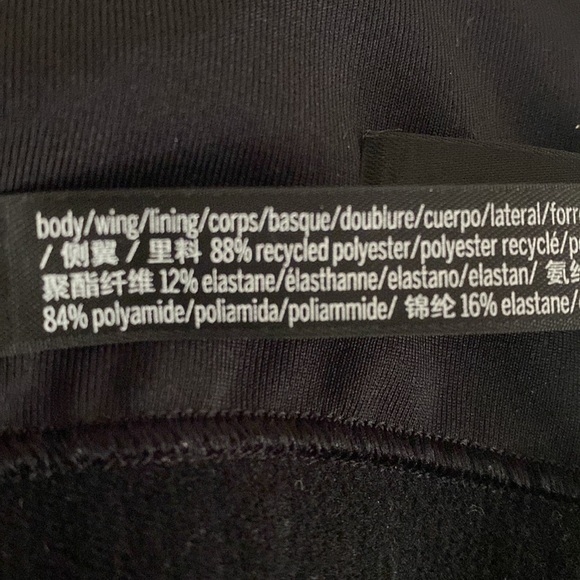 body/wing/lining/corps/basque/doublure/cuerpo/lateral/forr
/ 侧翼 / 里料 88% recycled polyester/polyester recyclé/p
聚酯纤维 12% elastane/élasthanne/elastano/elastan/ 氨
84% polyamide/poliamida/poliammide/ 锦纶 16% elastane/